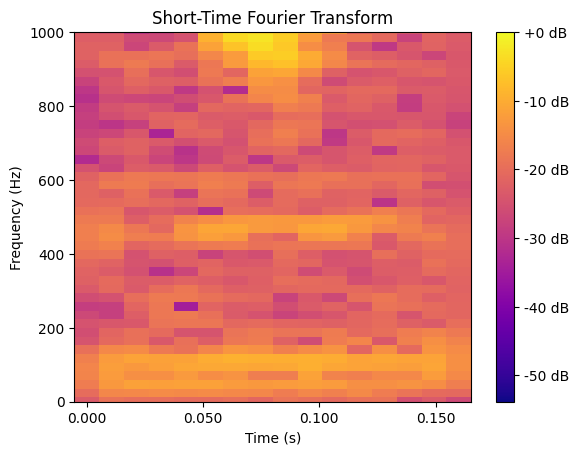 Short-Time Fourier Transform
1000
800
600
400
200
0
Frequency (Hz)
0.000
0.050
0.100
0.150
Time (s)
+0 dB
-10 dB
-20 dB
-30 dB
-40 dB
-50 dB